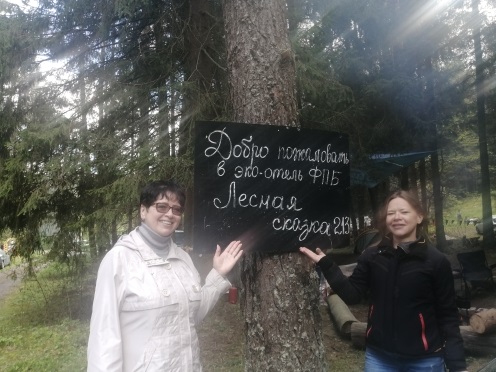 Добро пожаловать
в эко-отель ФПБ
Лесная
сказка